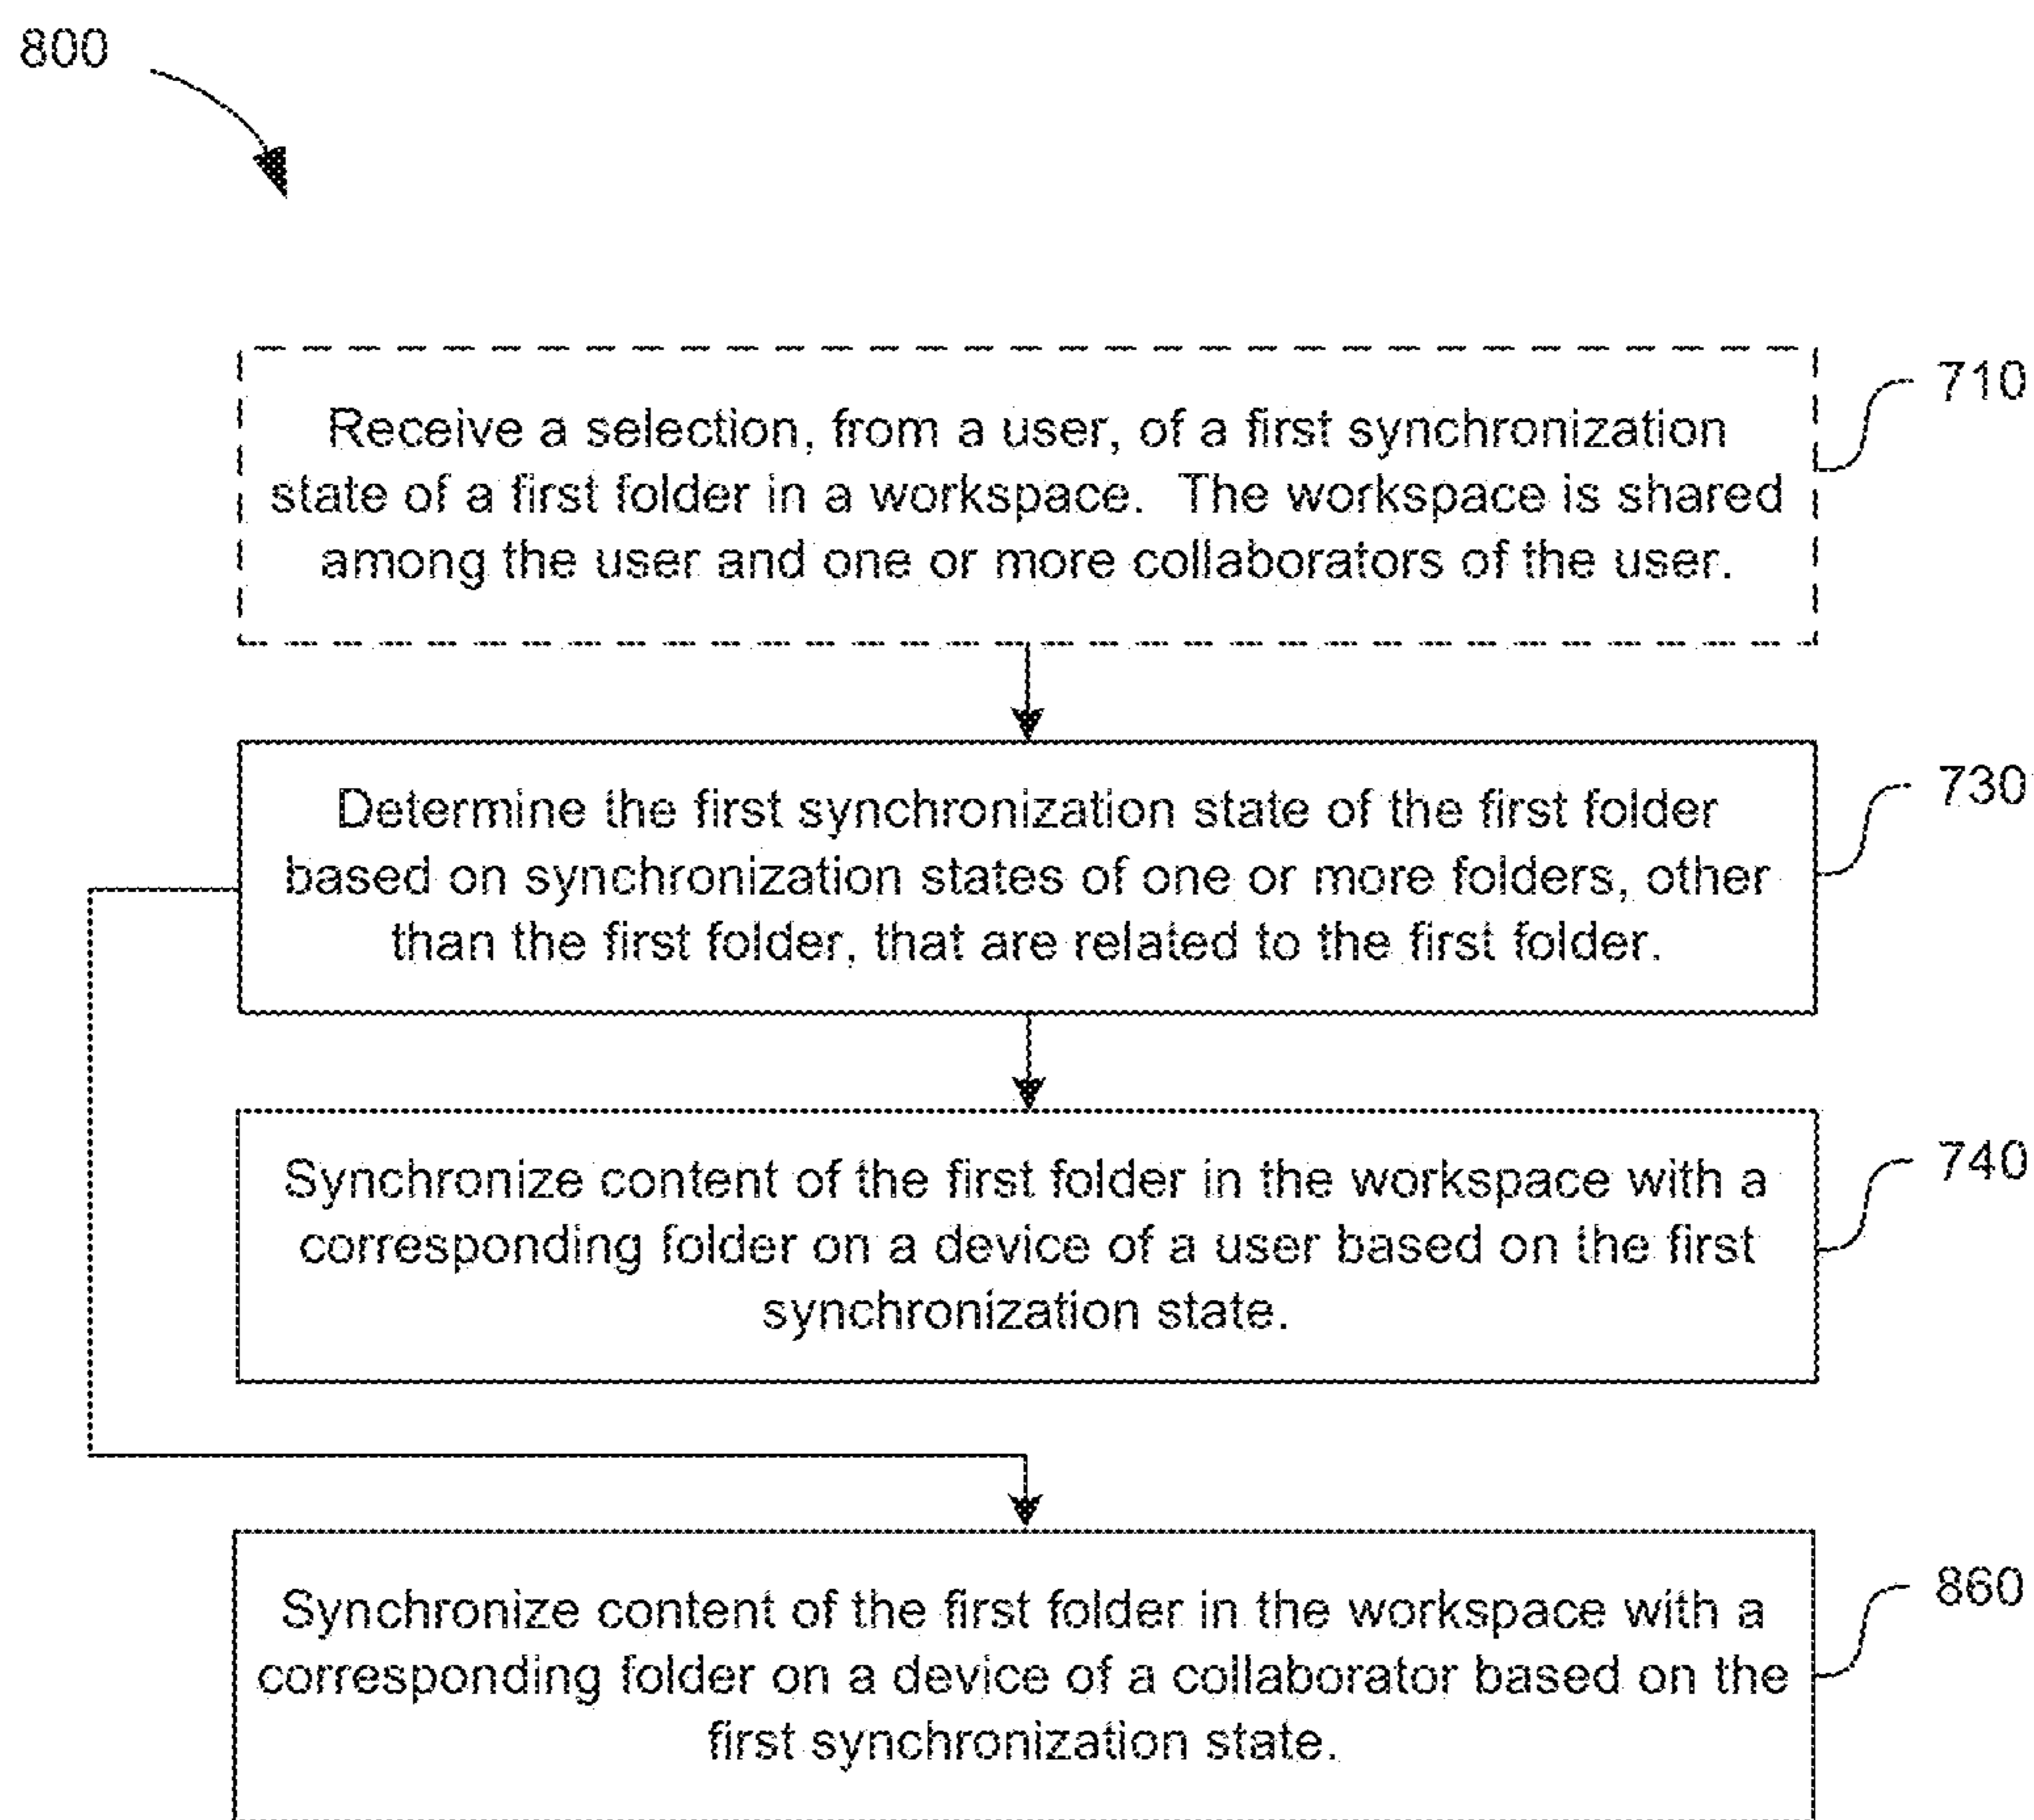 800
Receive a selection, from a user, of a first synchronization
state of a first folder in a workspace. The workspace is shared
among the user and one or more collaborators of the user.
710
Determine the first synchronization state of the first folder
based on synchronization states of one or more folders, other
than the first folder, that are related to the first folder.
730
Synchronize content of the first folder in the workspace with a
corresponding folder on a device of a user based on the first
synchronization state.
740
Synchronize content of the first folder in the workspace with a
corresponding folder on a device of a collaborator based on the
first synchronization state.
860